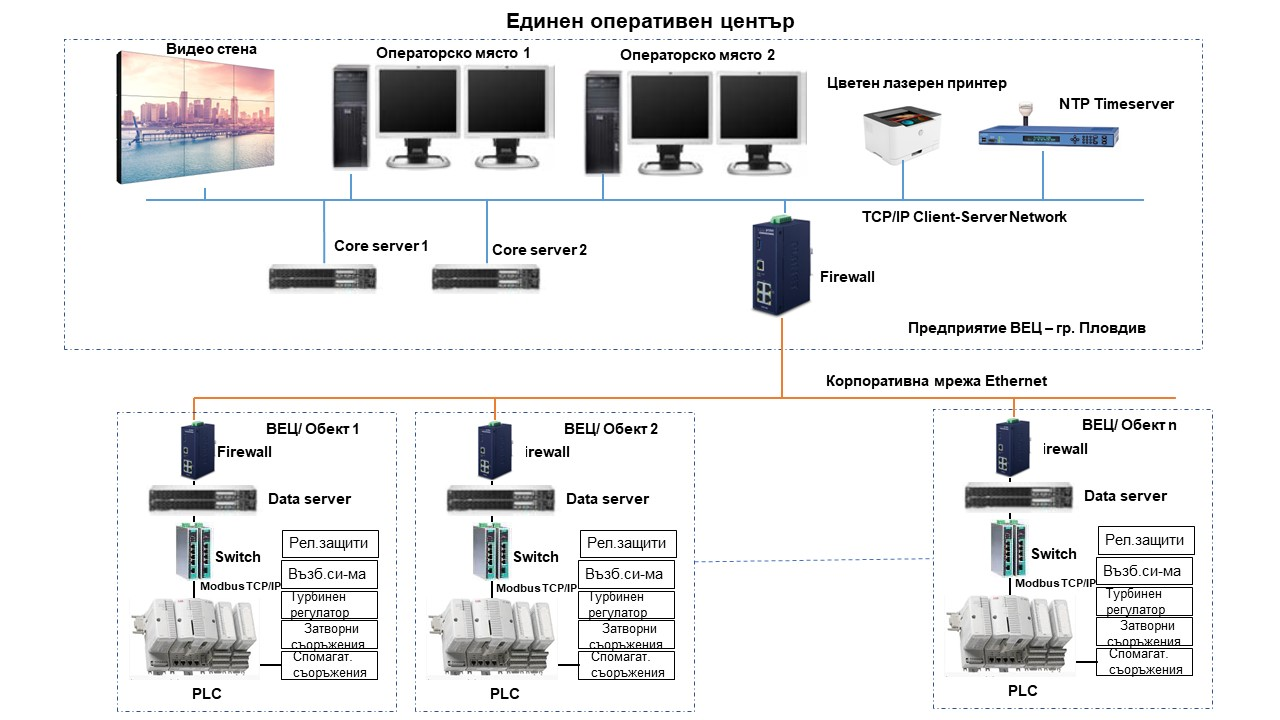 Единен оперативен център
Видео стена
Операторско място 1
Операторско място 2
Цветен лазерен принтер
NTP Timeserver
TCP/IP Client-Server Network
Core server 1
Core server 2
Firewall
Предприятие ВЕЦ – гр. Пловдив
Корпоративна мрежа Ethernet
ВЕЦ/ Обект 1
Firewall
Data server
Switch
Modbus TCP/IP
Рел.защити
Възб.си-ма
Турбинен
регулатор
Затворни
съоръжения
Спомагат.
съоръжения
PLC
ВЕЦ/ Обект 2
irewall
Data server
Switch
Modbus TCP/IP
Рел.защити
Възб.си-ма
Турбинен
регулатор
Затворни
съоръжения
Спомагат.
съоръжения
PLC
ВЕЦ/ Обект n
irewall
Data server
Switch
Modbus TCP/IP
Рел.защити
Възб.си-ма
Турбинен
регулатор
Затворни
съоръжения
Спомагат.
съоръжения
PLC